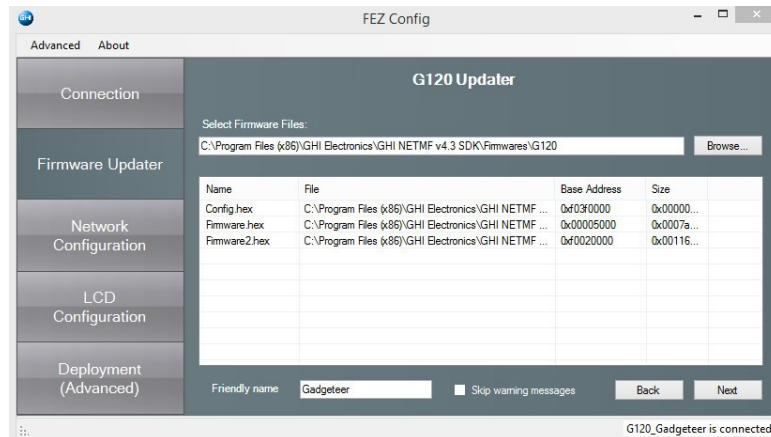 GHI
FEZ Config
Advanced About
Connection
Firmware Updater
Network
Configuration
LCD
Configuration
Deployment
(Advanced)
G120 Updater
Select Firmware Files:
C:\Program Files (x86)\GHI Electronics\GHI NETMF v4.3 SDK\Firmwares\G120 Browse...
Name File Base Address Size
Config.hex C:\Program Files (x86)\GHI Electronics\GHI NETMF ... 0xf03f0000 0x00000...
Firmware.hex C:\Program Files (x86)\GHI Electronics\GHI NETMF ... 0x00005000 0x0007a...
Firmware2.hex C:\Program Files (x86)\GHI Electronics\GHI NETMF ... 0xf0020000 0x00116...
Friendly name Gadgeteer Skip warning messages Back Next
G120_Gadgeteer is connected